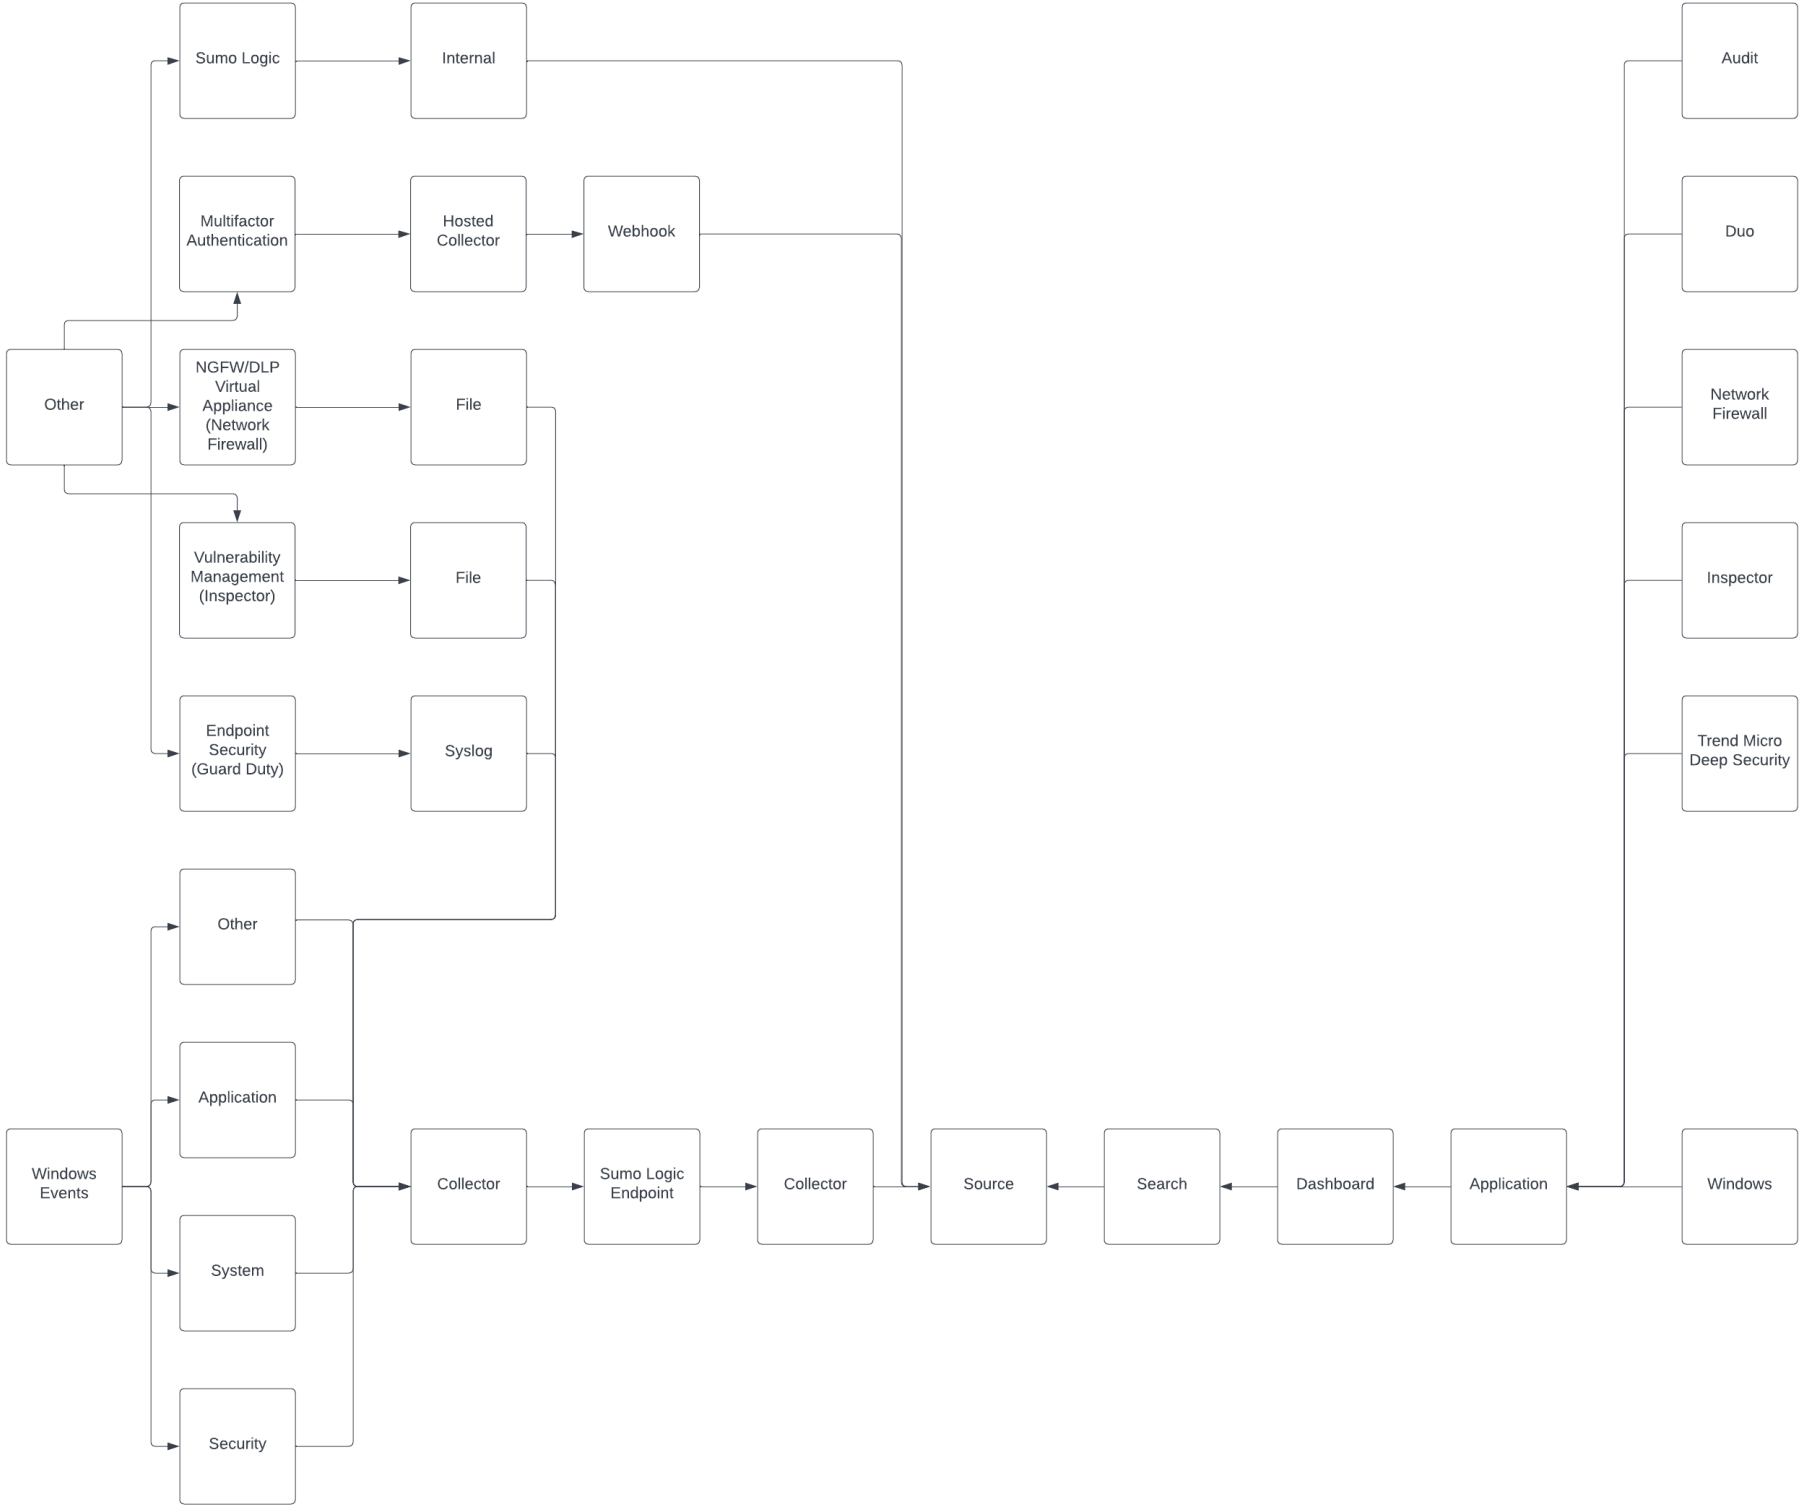 Sumo Logic
Internal
Audit
Multifactor
Authentication
Hosted
Collector
Webhook
Duo
Other
NGFW/DLP
Virtual
Appliance
(Network
Firewall)
File
Network
Firewall
Vulnerability
Management
(Inspector)
File
Inspector
Endpoint
Security
(Guard Duty)
Syslog
Trend Micro
Deep Security
Other
Application
Windows
Events
Collector
Sumo Logic
Endpoint
Collector
Source
Search
Dashboard
Application
Windows
System
Security